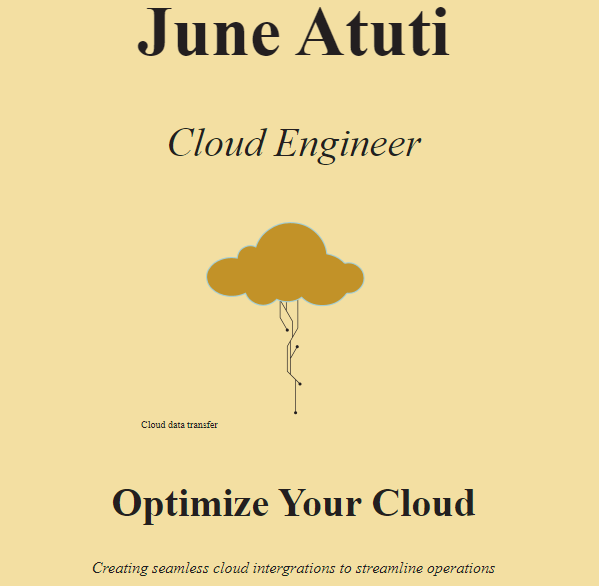 June Atuti
Cloud Engineer
Cloud data transfer
Optimize Your Cloud
Creating seamless cloud intergrations to streamline operations